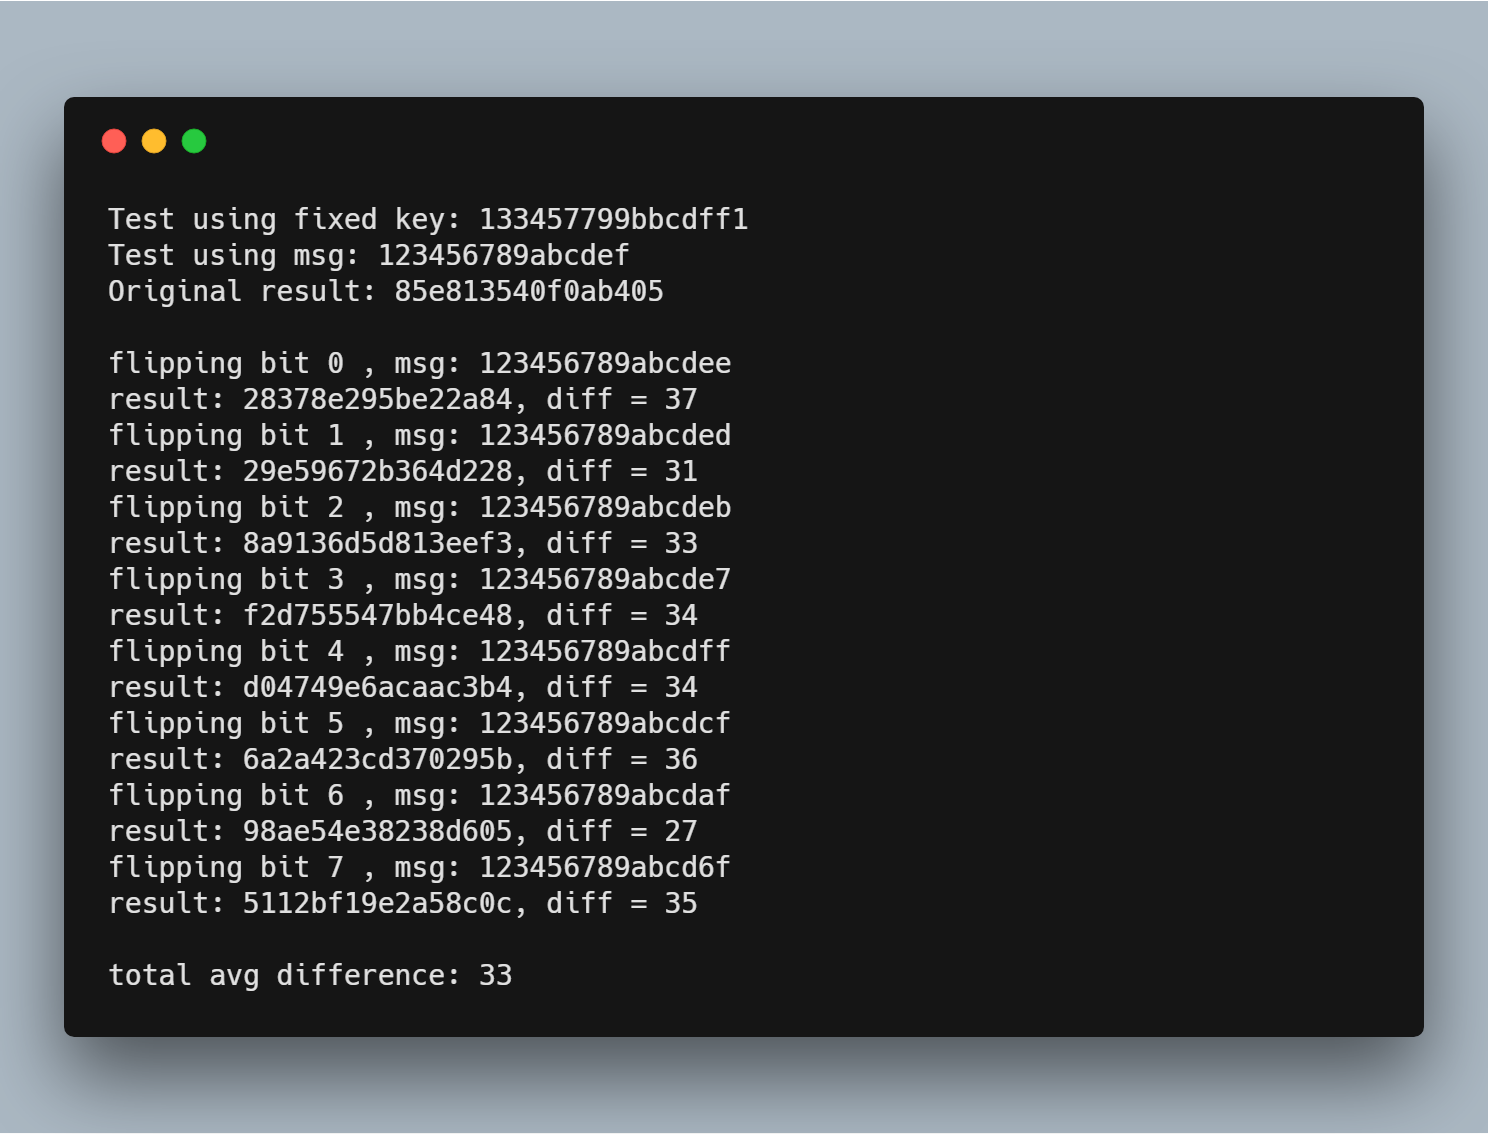 Test using fixed key: 133457799bbcdff1
Test using msg: 123456789abcdef
Original result: 85e813540f0ab405
flipping bit 0 , msg: 123456789abcdee
result: 28378e295be22a84, diff = 37
flipping bit 1 , msg: 123456789abcded
result: 29e59672b364d228, diff = 31
flipping bit 2 , msg: 123456789abcdeb
result: 8a9136d5d813eef3, diff = 33
flipping bit 3 , msg: 123456789abcde7
result: f2d755547bb4ce48, diff = 34
flipping bit 4 , msg: 123456789abcdff
result: d04749e6acaac3b4, diff = 34
flipping bit 5 , msg: 123456789abcdcf
result: 6a2a423cd370295b, diff = 36
flipping bit 6 , msg: 123456789abcdaf
result: 98ae54e38238d605, diff = 27
flipping bit 7 , msg: 123456789abcd6f
result: 5112bf19e2a58c0c, diff = 35
total avg difference: 33